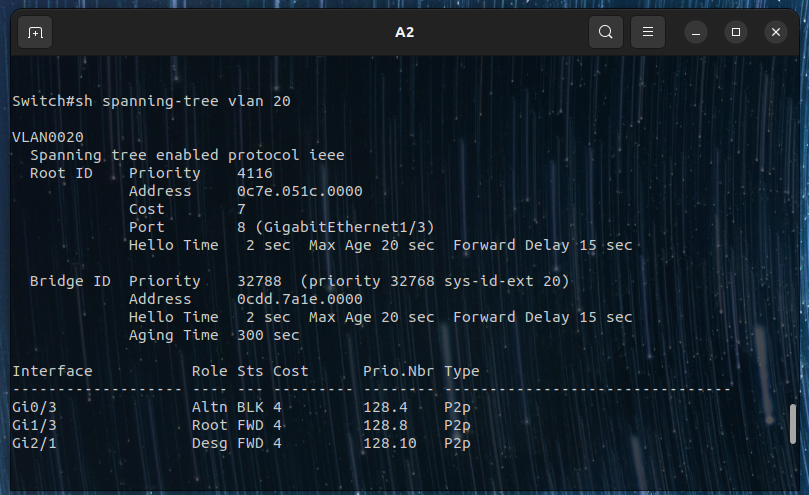 A2
Switch#sh spanning-tree vlan 20
VLAN0020
  Spanning tree enabled protocol ieee
  Root ID    Priority    4116
             Address     0c7e.051c.0000
             Cost        7
             Port        8 (GigabitEthernet1/3)
             Hello Time   2 sec  Max Age 20 sec  Forward Delay 15 sec
  Bridge ID  Priority    32788  (priority 32768 sys-id-ext 20)
             Address     0cdd.7a1e.0000
             Hello Time   2 sec  Max Age 20 sec  Forward Delay 15 sec
             Aging Time  300 sec
Interface           Role Sts Cost      Prio.Nbr Type
------------------- ---- --- --------- -------- --------------------------------
Gi0/3               Altn BLK 4         128.4    P2p
Gi1/3               Root FWD 4         128.8    P2p
Gi2/1               Desg FWD 4         128.10   P2p